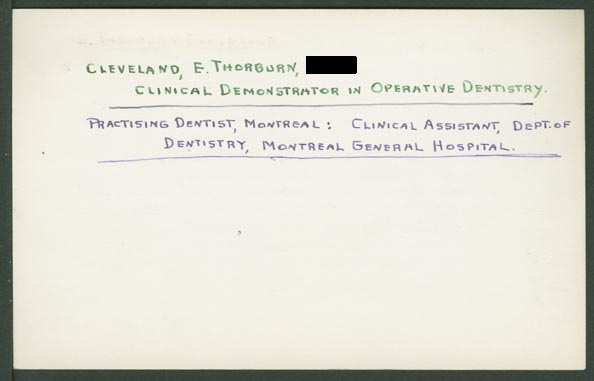 CLEVELAND, E. THORBURN,
CLINICAL DEMONSTRATOR IN OPERATIVE DENTISTRY.
PRACTISING DENTIST, MONTREAL: CLINICAL ASSISTANT, DEPT. OF
DENTISTRY, MONTREAL GENERAL HOSPITAL.